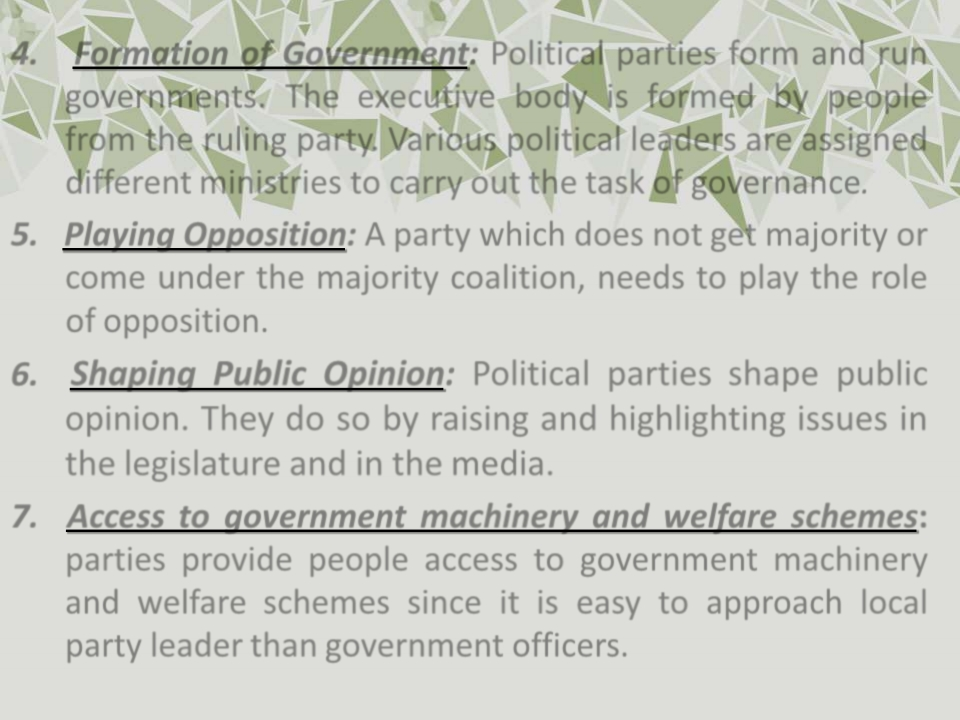 4. Formation of Government: Political parties form and run
governments. The executive body is formed by people
from the ruling party. Various political leaders are assigned
different ministries to carry out the task of governance.
5. Playing Opposition: A party which does not get majority or
come under the majority coalition, needs to play the role
of opposition.
6. Shaping Public Opinion: Political parties shape public
opinion. They do so by raising and highlighting issues in
the legislature and in the media.
7. Access to government machinery and welfare schemes:
parties provide people access to government machinery
and welfare schemes since it is easy to approach local
party leader than government officers.